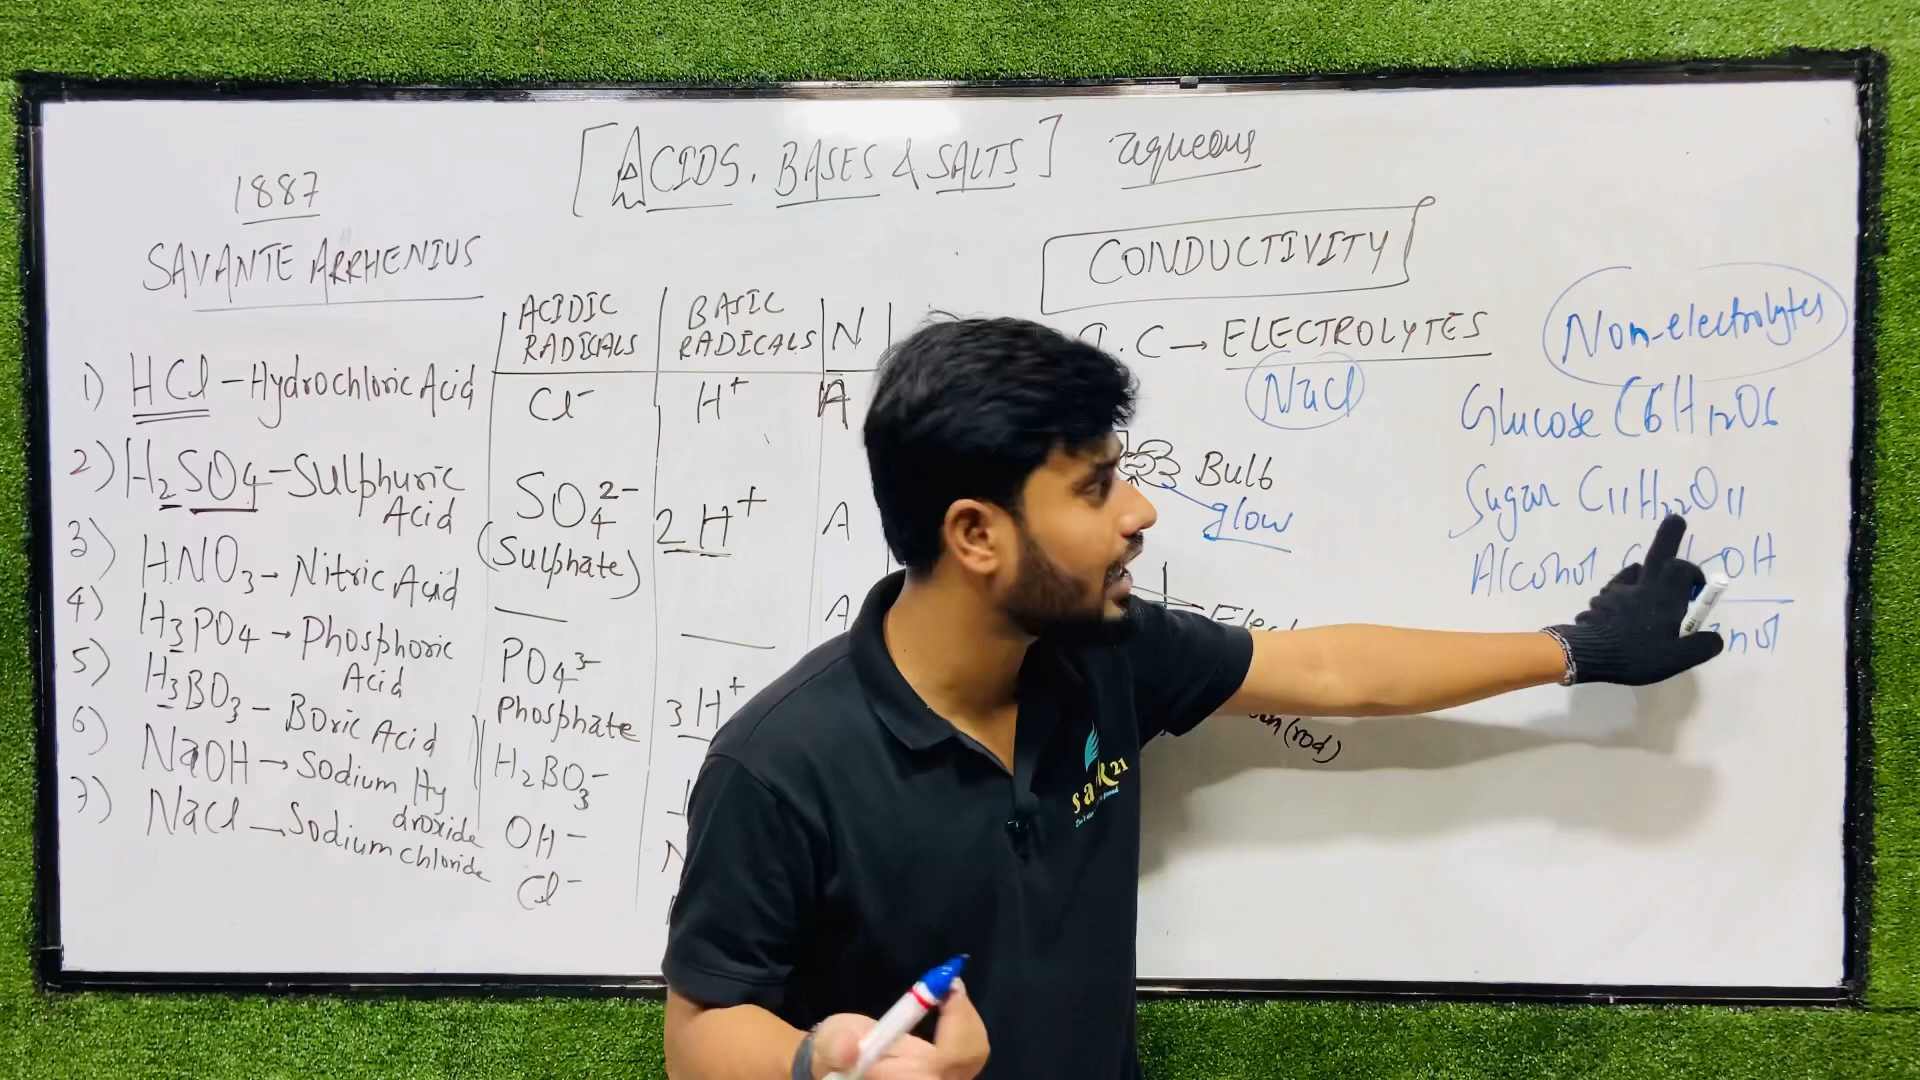 [ACIDS, BASES & SALTS] aqueous
1887
SAVANTE ARRHENIUS
ACIDIC RADICALS
BASIC RADICALS
N
1) HCl - Hydrochloric Acid
Cl⁻
H⁺
A
2) H₂SO₄ - Sulphuric Acid
SO₄²⁻
(Sulphate)
2H⁺
A
3) HNO₃ - Nitric Acid
—
—
A
4) H₃PO₄ → Phosphoric Acid
PO₄³⁻
Phosphate
3H⁺
5) H₃BO₃ - Boric Acid
H₂BO₃⁻
6) NaOH → Sodium Hydroxide
OH⁻
N
7) NaCl — Sodium chloride
Cl⁻
CONDUCTIVITY
C → ELECTROLYTES
NaCl
Bulb
glow
(rod)
Non-electrolytes
Glucose C6H12O6
Sugar C11H22O11
Alcohol OH
21